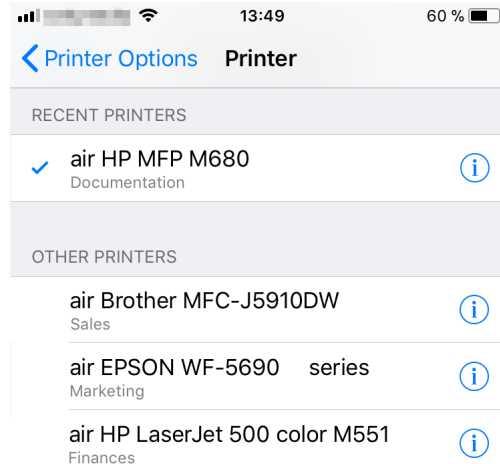 13:49
60 %
Printer Options
Printer
RECENT PRINTERS
air HP MFP M680
Documentation
OTHER PRINTERS
air Brother MFC-J5910DW
Sales
air EPSON WF-5690 series
Marketing
air HP LaserJet 500 color M551
Finances